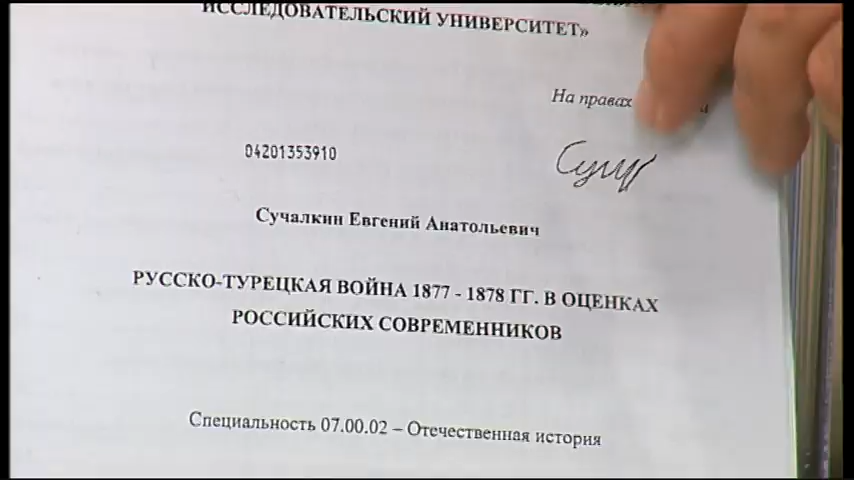 ИССЛЕДОВАТЕЛЬСКИЙ УНИВЕРСИТЕТ»
На правах
04201353910
Сучалкин Евгений Анатольевич
РУССКО-ТУРЕЦКАЯ ВОЙНА 1877 - 1878 ГГ. В ОЦЕНКАХ
РОССИЙСКИХ СОВРЕМЕННИКОВ
Специальность 07.00.02 – Отечественная история